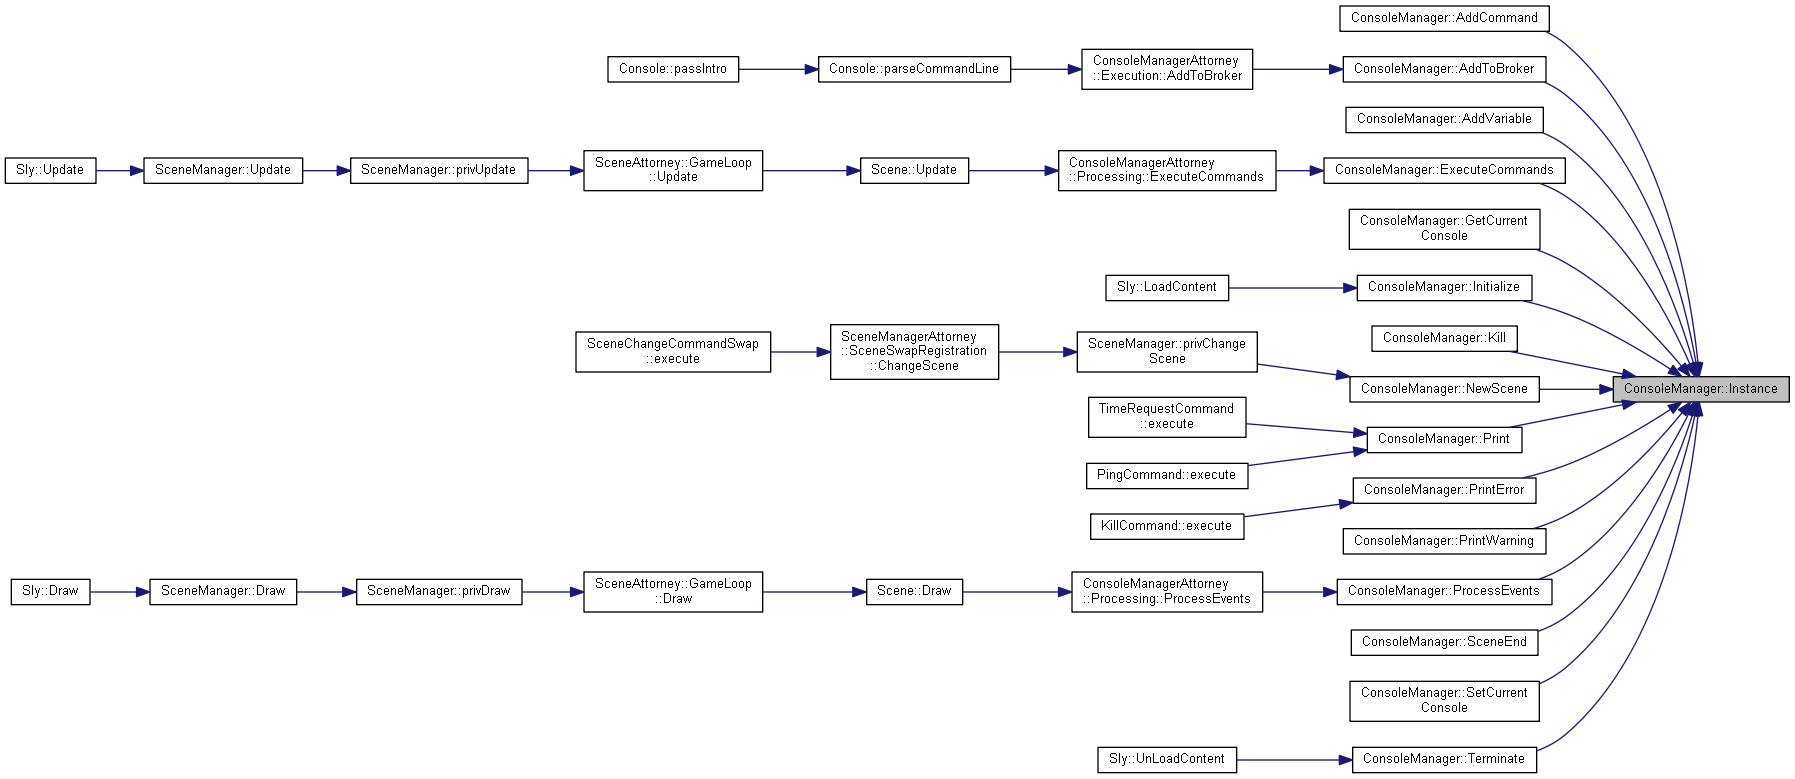 ConsoleManager::AddCommand
Console::passIntro
Console::parseCommandLine
ConsoleManagerAttorney
::Execution::AddToBroker
ConsoleManager::AddToBroker
ConsoleManager::AddVariable
Sly::Update
SceneManager::Update
SceneManager::privUpdate
SceneAttorney::GameLoop
::Update
Scene::Update
ConsoleManagerAttorney
::Processing::ExecuteCommands
ConsoleManager::ExecuteCommands
ConsoleManager::GetCurrent
Console
Sly::LoadContent
ConsoleManager::Initialize
SceneChangeCommandSwap
::execute
SceneManagerAttorney
::SceneSwapRegistration
::ChangeScene
SceneManager::privChange
Scene
ConsoleManager::Kill
ConsoleManager::NewScene
ConsoleManager::Instance
TimeRequestCommand
::execute
ConsoleManager::Print
PingCommand::execute
ConsoleManager::PrintError
KillCommand::execute
ConsoleManager::PrintWarning
Sly::Draw
SceneManager::Draw
SceneManager::privDraw
SceneAttorney::GameLoop
::Draw
Scene::Draw
ConsoleManagerAttorney
::Processing::ProcessEvents
ConsoleManager::ProcessEvents
ConsoleManager::SceneEnd
ConsoleManager::SetCurrent
Console
Sly::UnLoadContent
ConsoleManager::Terminate